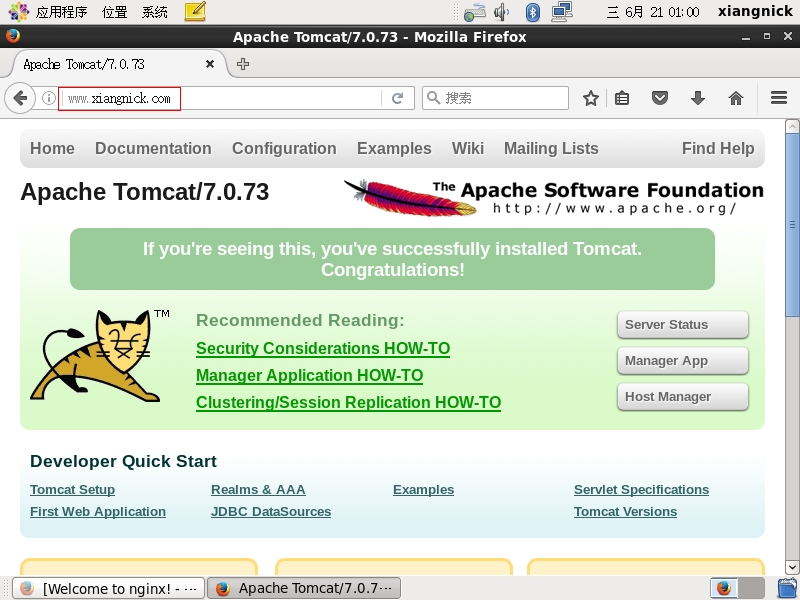 应用程序 位置 系统 三 6月 21 01:00 xiangnick
Apache Tomcat/7.0.73 - Mozilla Firefox
Apache Tomcat/7.0.73
www.xiangnick.com 搜索
Home Documentation Configuration Examples Wiki Mailing Lists Find Help
Apache Tomcat/7.0.73
The Apache Software Foundation
http://www.apache.org/
If you're seeing this, you've successfully installed Tomcat.
Congratulations!
TM
Recommended Reading:
Security Considerations HOW-TO
Manager Application HOW-TO
Clustering/Session Replication HOW-TO
Server Status
Manager App
Host Manager
Developer Quick Start
Tomcat Setup Realms & AAA Examples Servlet Specifications
First Web Application JDBC DataSources Tomcat Versions
[Welcome to nginx! - ··· Apache Tomcat/7.0.7···